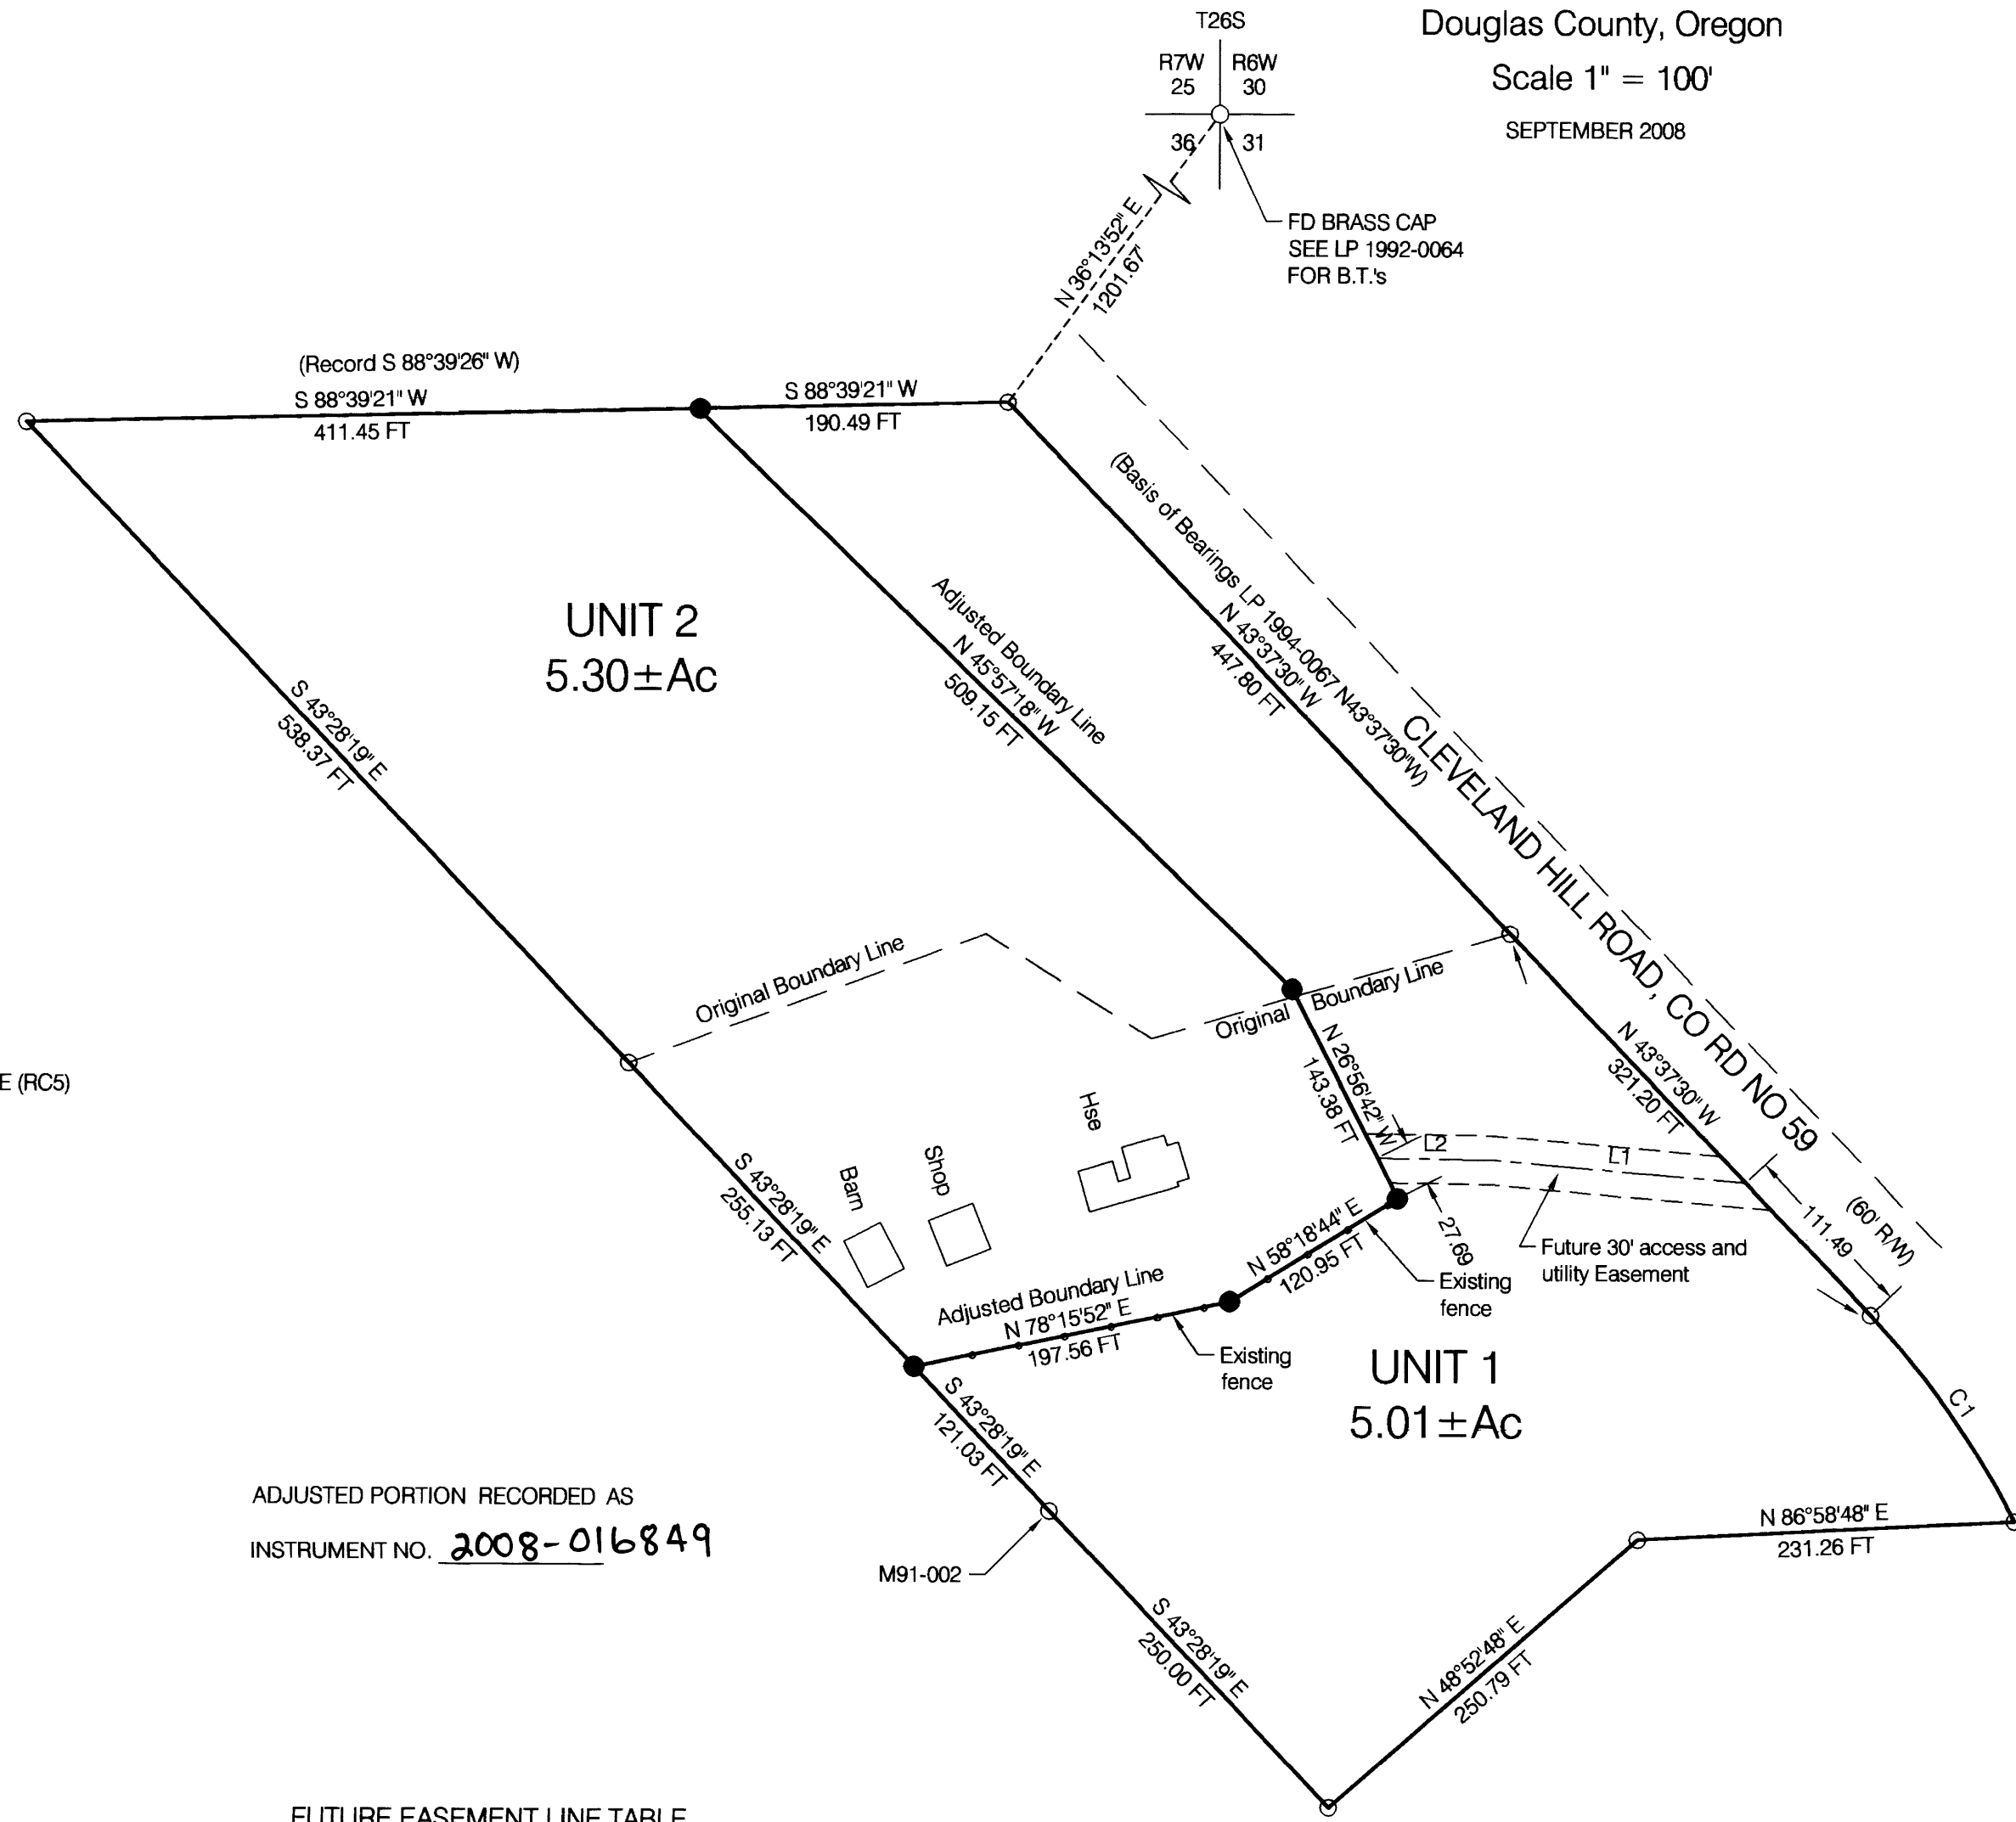 Douglas County, Oregon
Scale 1" = 100'
SEPTEMBER 2008
T26S
R7W R6W
25 30
36 31
FD BRASS CAP
SEE LP 1992-0064
FOR B.T.'s
N 36°13'52" E
1201.67'
(Record S 88°39'26" W)
S 88°39'21" W
411.45 FT
S 88°39'21" W
190.49 FT
(Basis of Bearings LP 1994-0067 N43°37'30"W)
N 43°37'30" W
447.80 FT
UNIT 2
5.30±Ac
Adjusted Boundary Line
N 45°57'18" W
509.15 FT
S 43°28'19" E
538.37 FT
CLEVELAND HILL ROAD, CO RD NO 59
(60' R/W)
Original Boundary Line
Original Boundary Line
N 26°56'42" W
143.38 FT
N 43°37'30" W
321.20 FT
E (RC5)
Hse
Shop
Barn
L2
L1
S 43°28'19" E
255.13 FT
N 58°18'44" E
120.95 FT
27.69
111.49
Future 30' access and
utility Easement
Existing
fence
Adjusted Boundary Line
N 78°15'52" E
197.56 FT
Existing
fence
UNIT 1
5.01±Ac
C1
S 43°28'19" E
121.03 FT
ADJUSTED PORTION RECORDED AS
INSTRUMENT NO. 2008-016849
M91-002
N 86°58'48" E
231.26 FT
S 43°28'19" E
250.00 FT
N 48°52'48" E
250.79 FT
FUTURE EASEMENT LINE TABLE